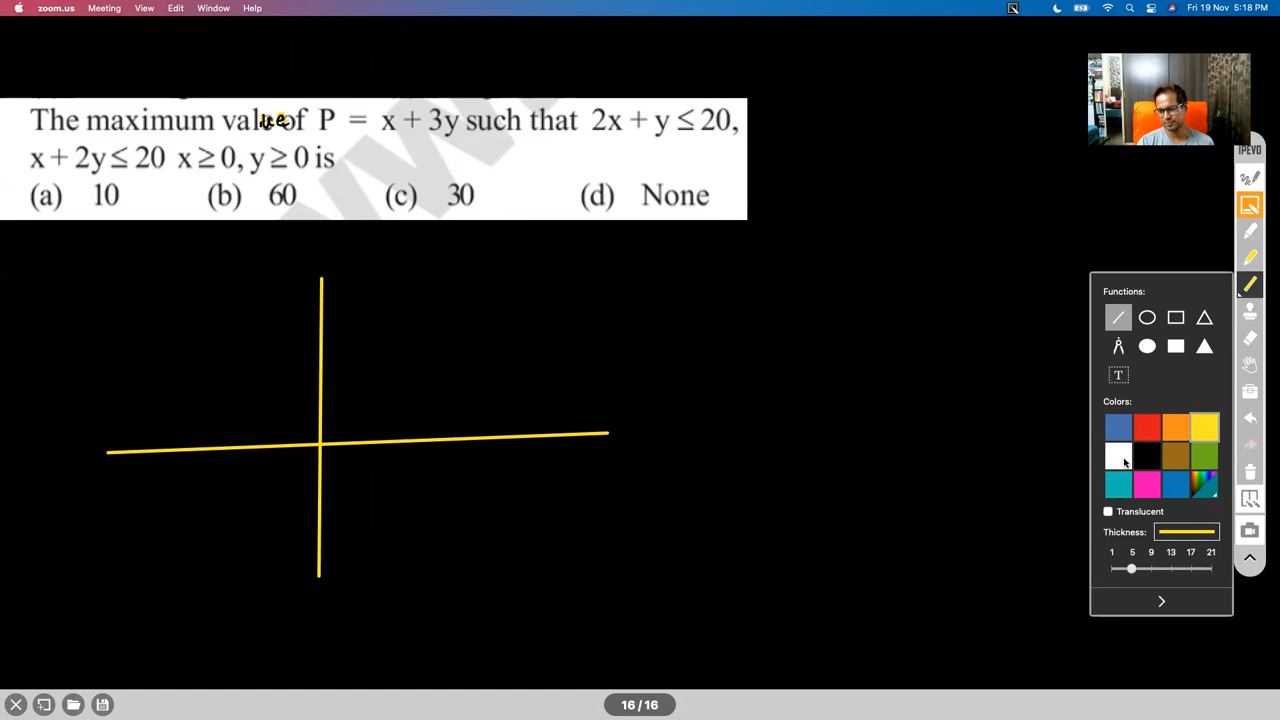 zoom.us Meeting View Edit Window Help Fri 19 Nov 5:18 PM
The maximum value of P = x + 3y such that 2x + y ≤ 20,
x + 2y ≤ 20 x ≥ 0, y ≥ 0 is
(a) 10 (b) 60 (c) 30 (d) None
IPEVO
Functions:
T
Colors:
Translucent
Thickness:
1 5 9 13 17 21
16 / 16